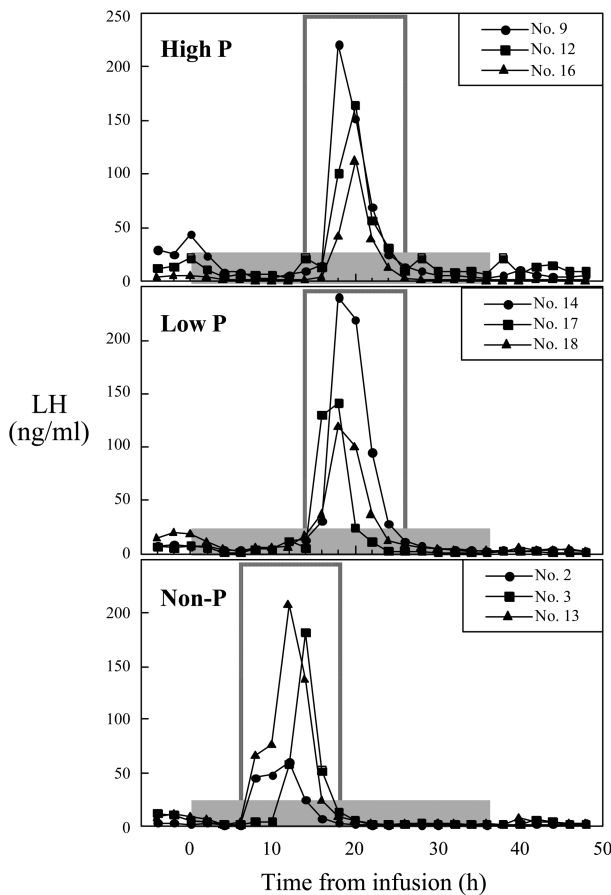 High P
250
200
150
100
50
0
No. 9
No. 12
No. 16
Low P
200
150
100
50
0
No. 14
No. 17
No. 18
LH
(ng/ml)
Non-P
200
150
100
50
0
No. 2
No. 3
No. 13
0 10 20 30 40 50
Time from infusion (h)